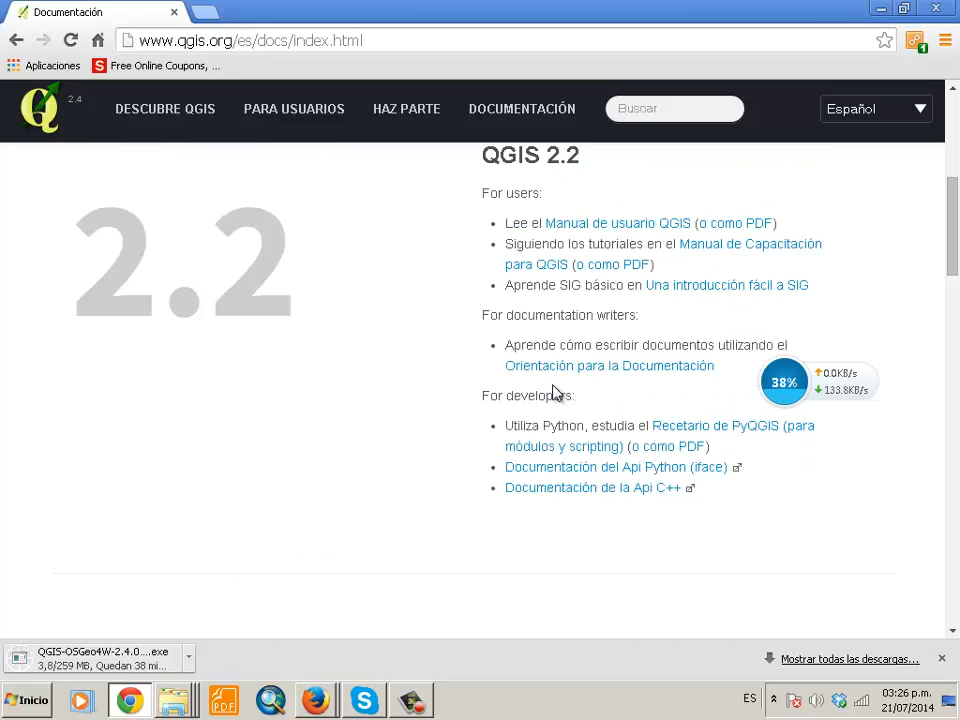 Documentación
www.qgis.org/es/docs/index.html
Aplicaciones
S Free Online Coupons, ...
1
2.4
DESCUBRE QGIS
PARA USUARIOS
HAZ PARTE
DOCUMENTACIÓN
Buscar
Español
2.2
QGIS 2.2
For users:
Lee el Manual de usuario QGIS (o como PDF)
Siguiendo los tutoriales en el Manual de Capacitación
para QGIS (o como PDF)
Aprende SIG básico en Una introducción fácil a SIG
For documentation writers:
Aprende cómo escribir documentos utilizando el
Orientación para la Documentación
For developers:
Utiliza Python, estudia el Recetario de PyQGIS (para
módulos y scripting) (o como PDF)
Documentación del Api Python (iface)
Documentación de la Api C++
38%
0.0KB/s
133.8KB/s
QGIS-OSGeo4W-2.4.0....exe
3,8/259 MB, Quedan 38 mi...
Mostrar todas las descargas...
Inicio
PDF
ES
03:26 p.m.
21/07/2014